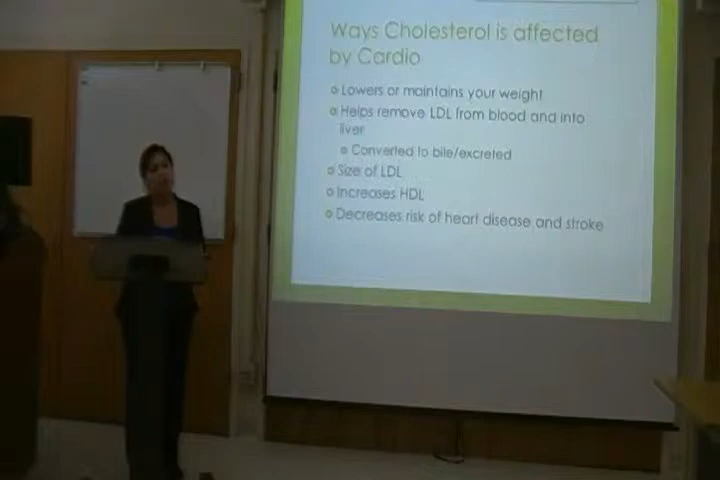 Ways Cholesterol is affected
by Cardio
Lowers or maintains your weight
Helps remove LDL from blood and into
liver
Converted to bile/excreted
Size of LDL
Increases HDL
Decreases risk of heart disease and stroke